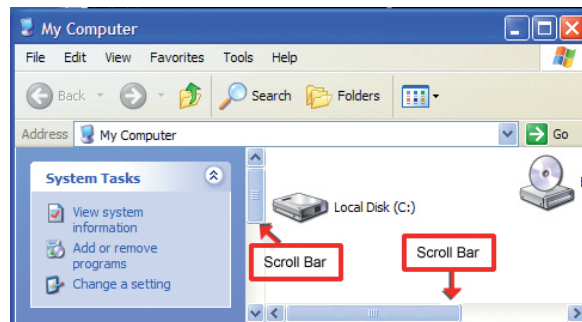 My Computer
File Edit View Favorites Tools Help
Back Search Folders
Address My Computer Go
System Tasks
View system
information
Add or remove
programs
Change a setting
Local Disk (C:)
Scroll Bar
Scroll Bar